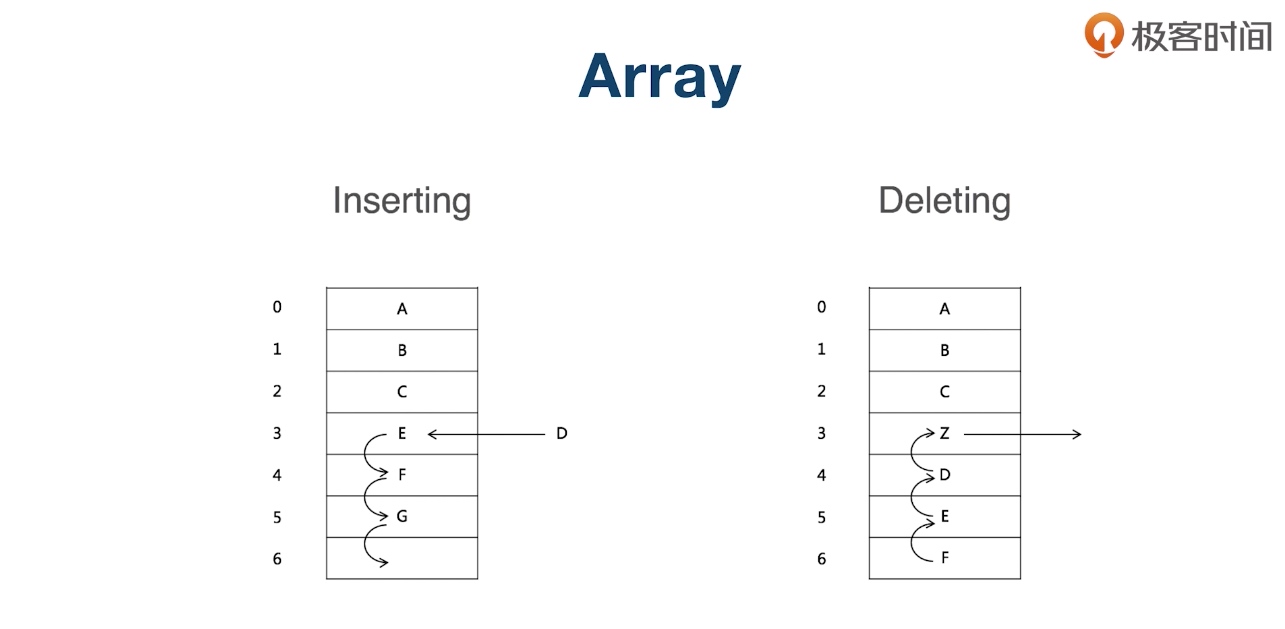 极客时间
Array
Inserting
Deleting
0 A
1 B
2 C
3 E D
4 F
5 G
6
0 A
1 B
2 C
3 Z
4 D
5 E
6 F